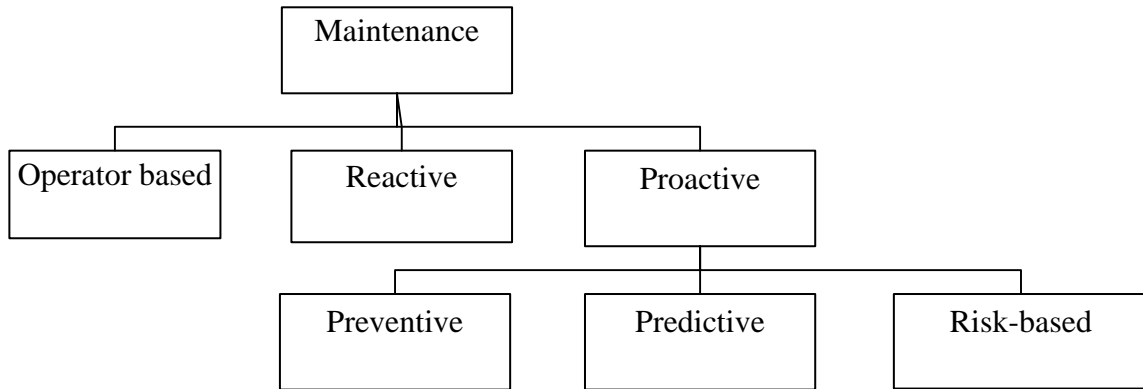 Maintenance
Operator based
Reactive
Proactive
Preventive
Predictive
Risk-based